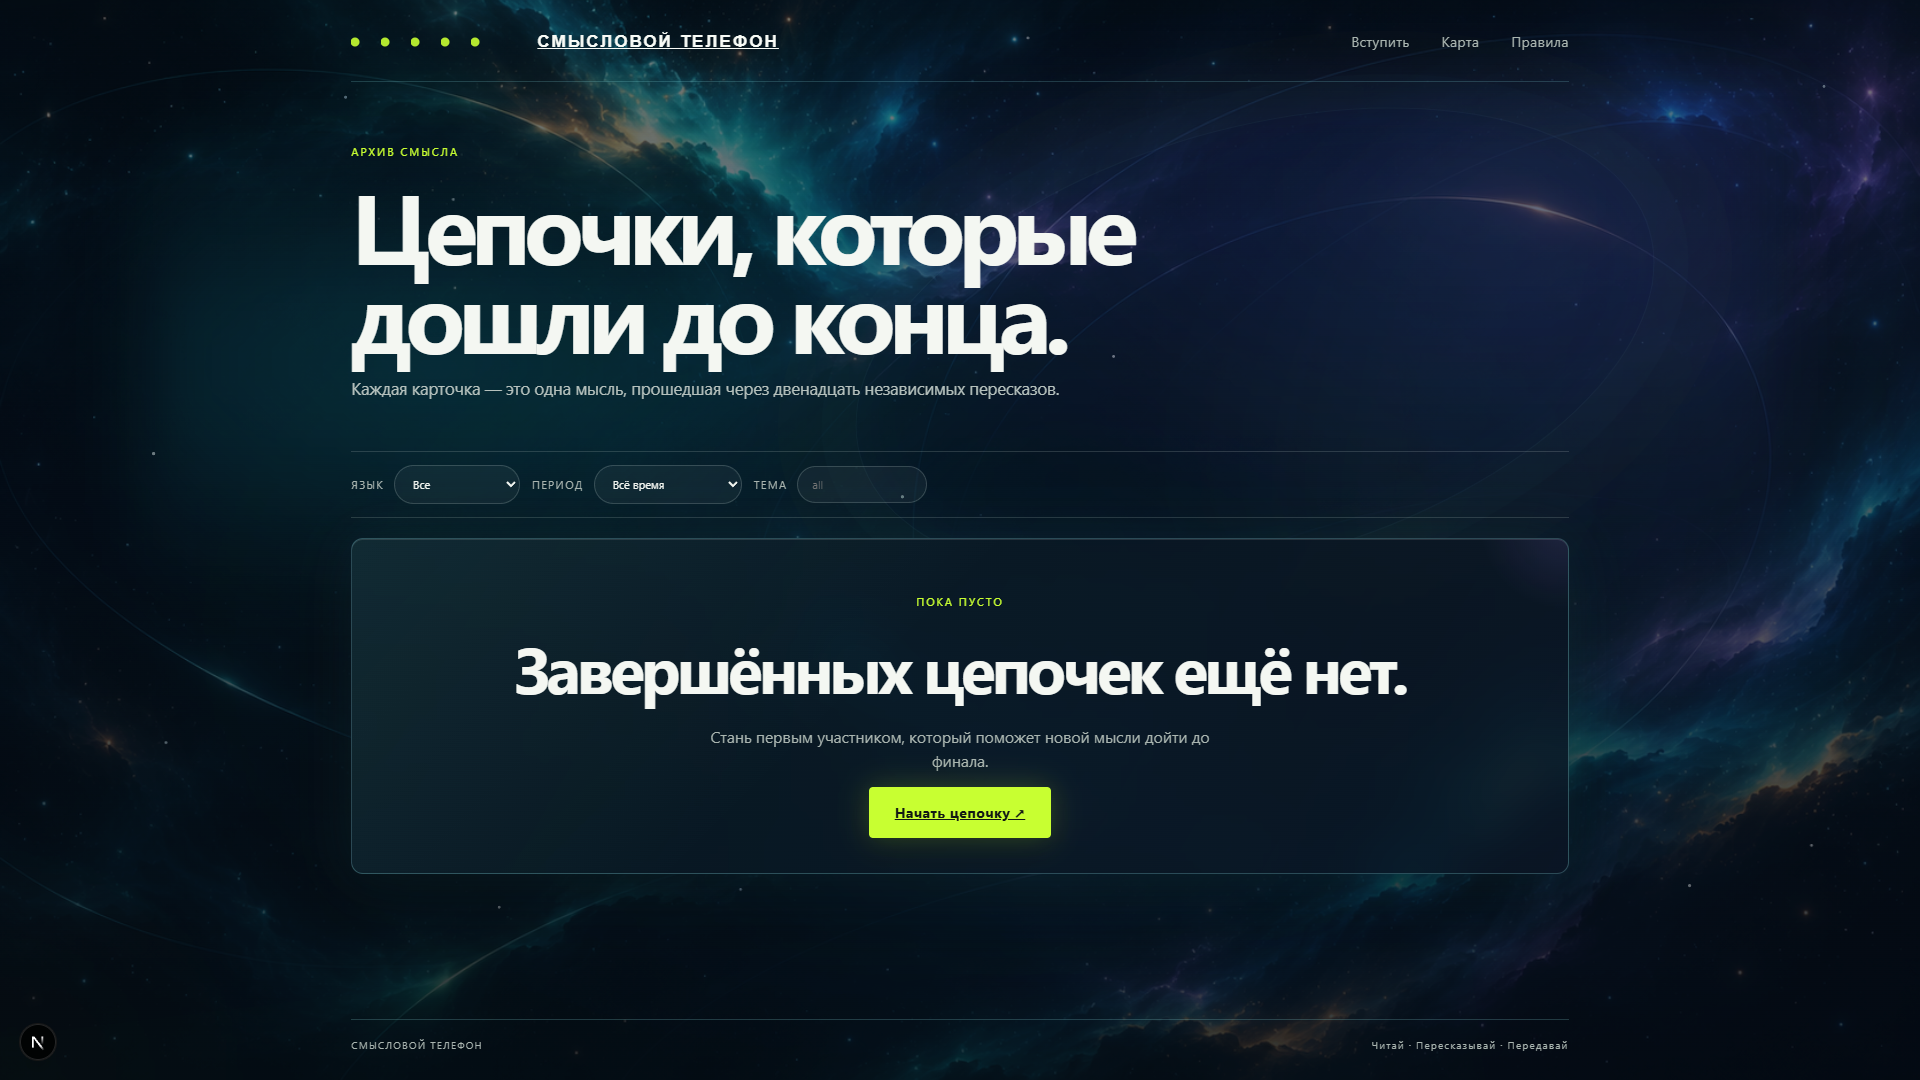 СМЫСЛОВОЙ ТЕЛЕФОН
Вступить
Карта
Правила
АРХИВ СМЫСЛА
Цепочки, которые
дошли до конца.
Каждая карточка — это одна мысль, прошедшая через двенадцать независимых пересказов.
ЯЗЫК
Все
ПЕРИОД
Всё время
ТЕМА
all
ПОКА ПУСТО
Завершённых цепочек ещё нет.
Стань первым участником, который поможет новой мысли дойти до
финала.
Начать цепочку ↗
N
СМЫСЛОВОЙ ТЕЛЕФОН
Читай · Пересказывай · Передавай